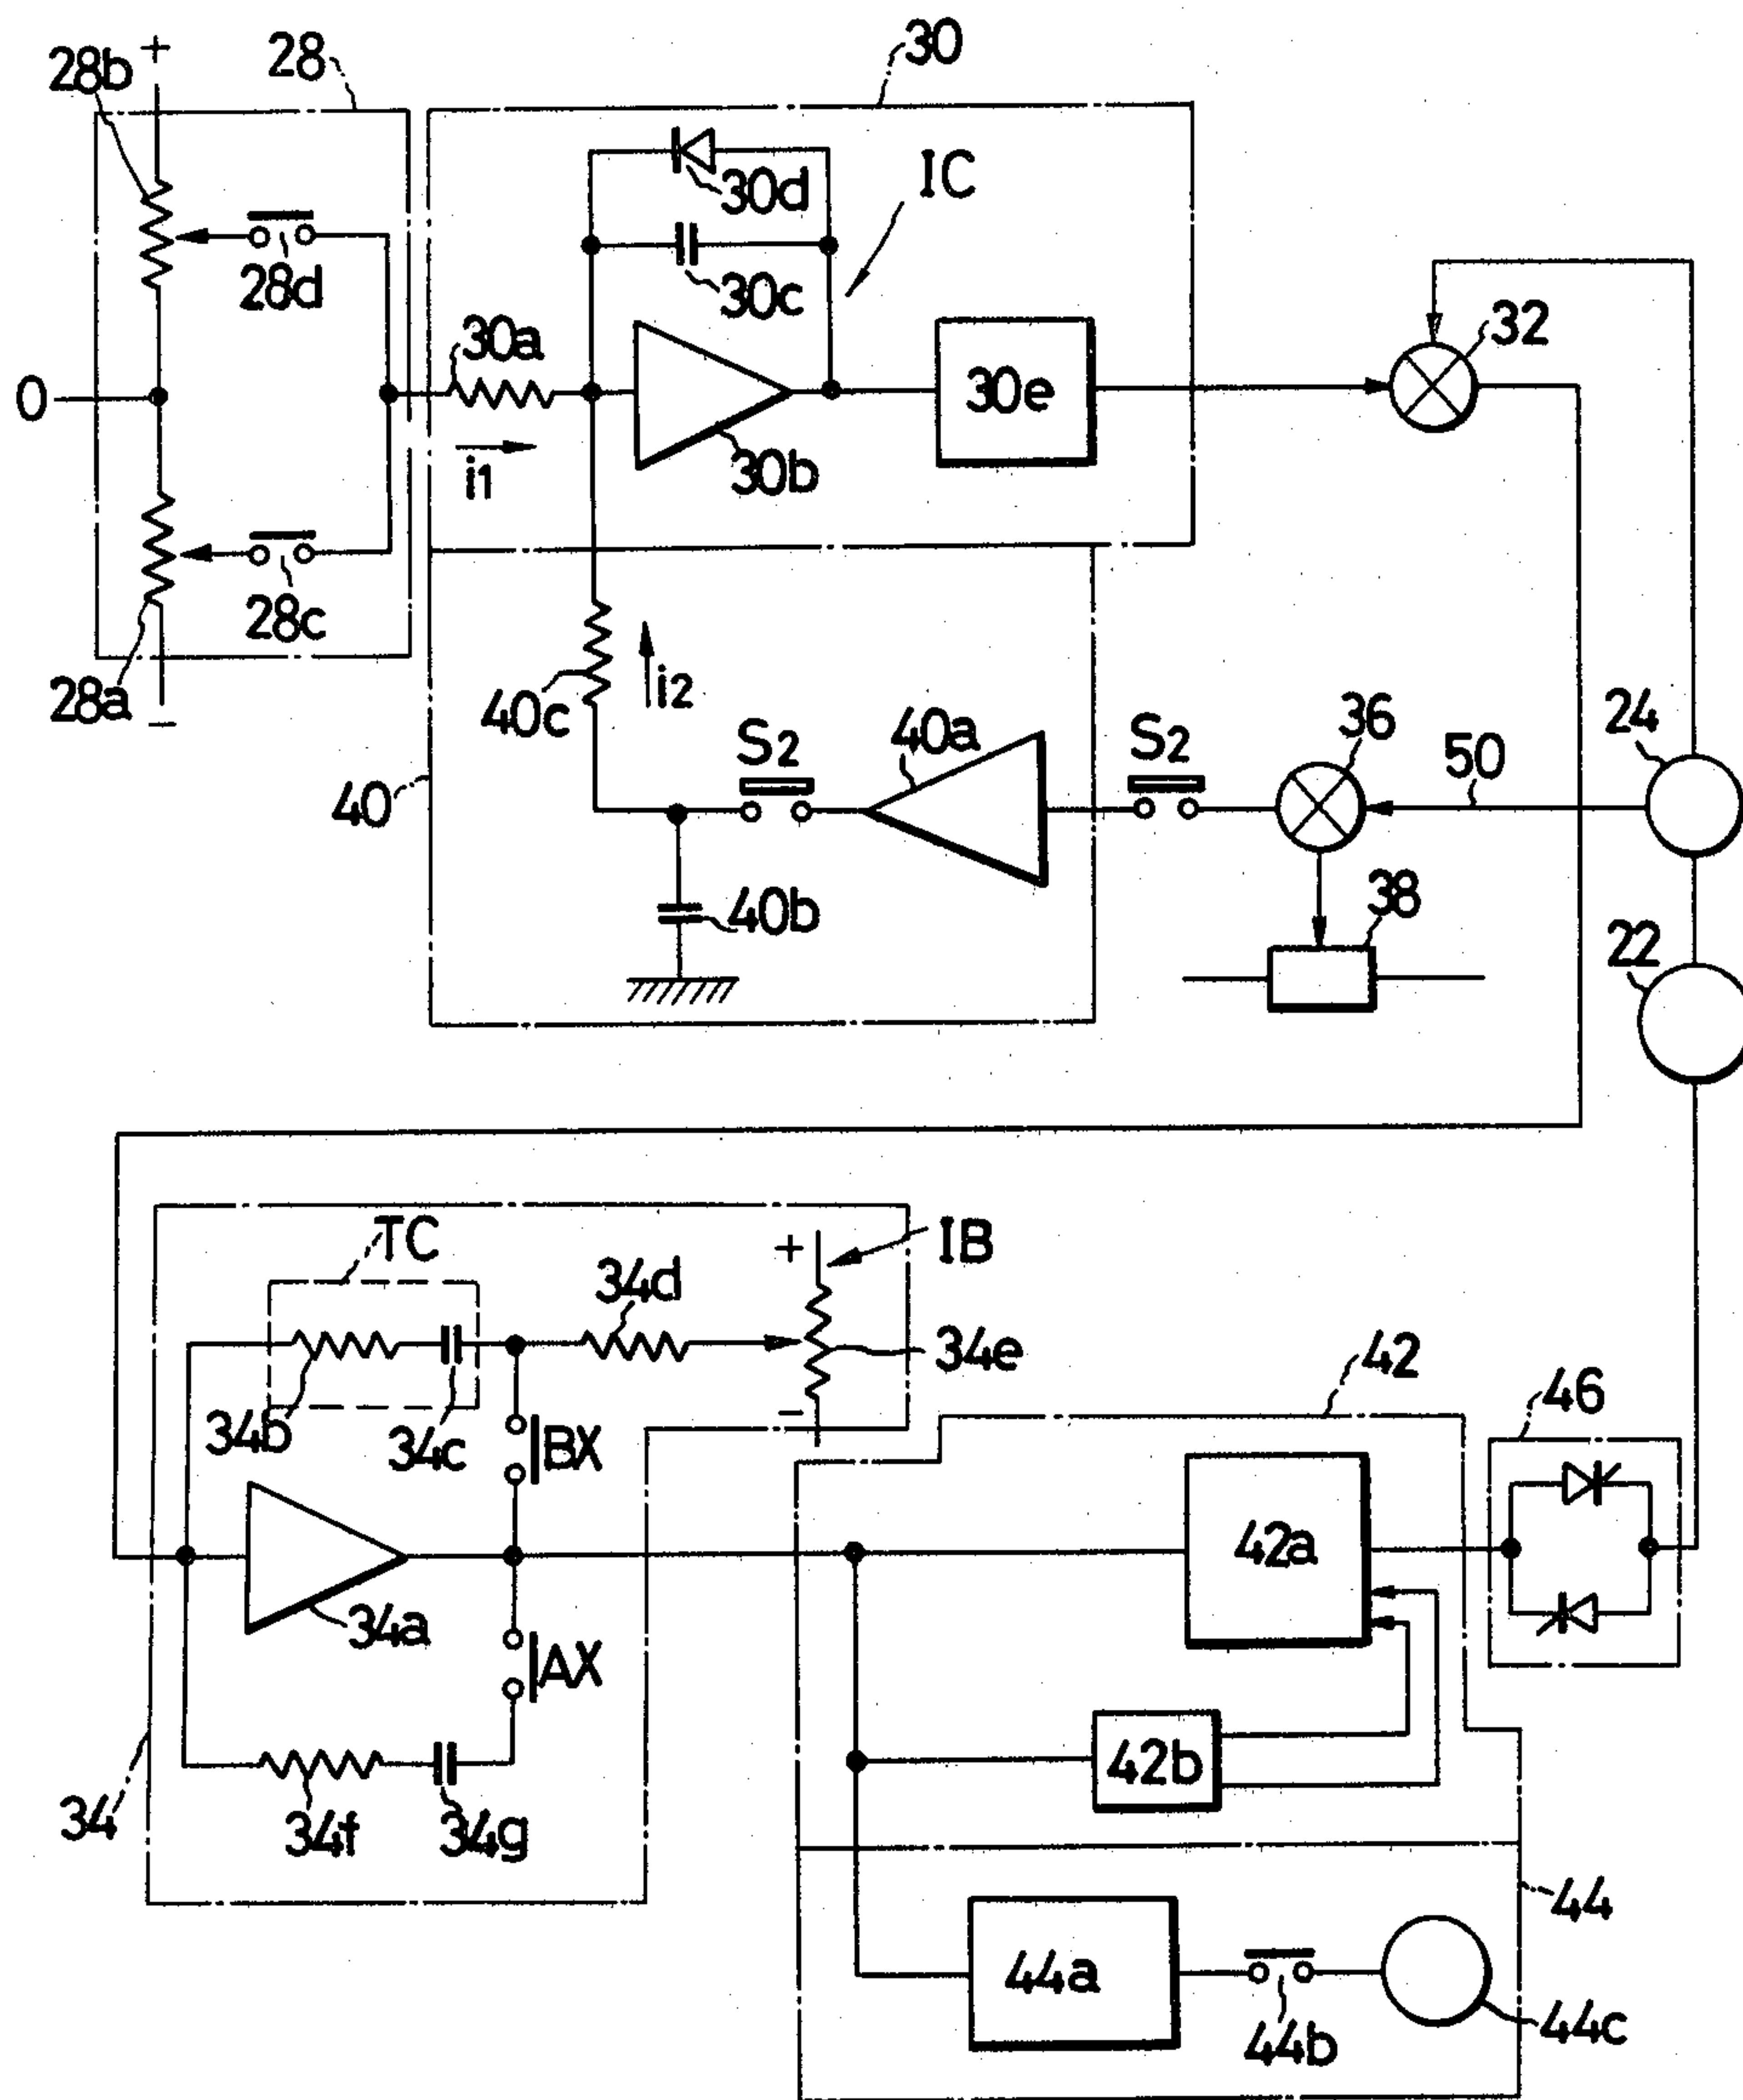 +
28b
28
30
30d
IC
28d
30c
30a
32
0
30e
i1
30b
28c
28a
−
40c
i2
S2
40a
S2
36
50
24
40
40b
38
22
TC
+
IB
34d
34e
34b
34c
−
42
46
BX
42a
34a
AX
34
34f
34g
42b
44
44a
44b
44c